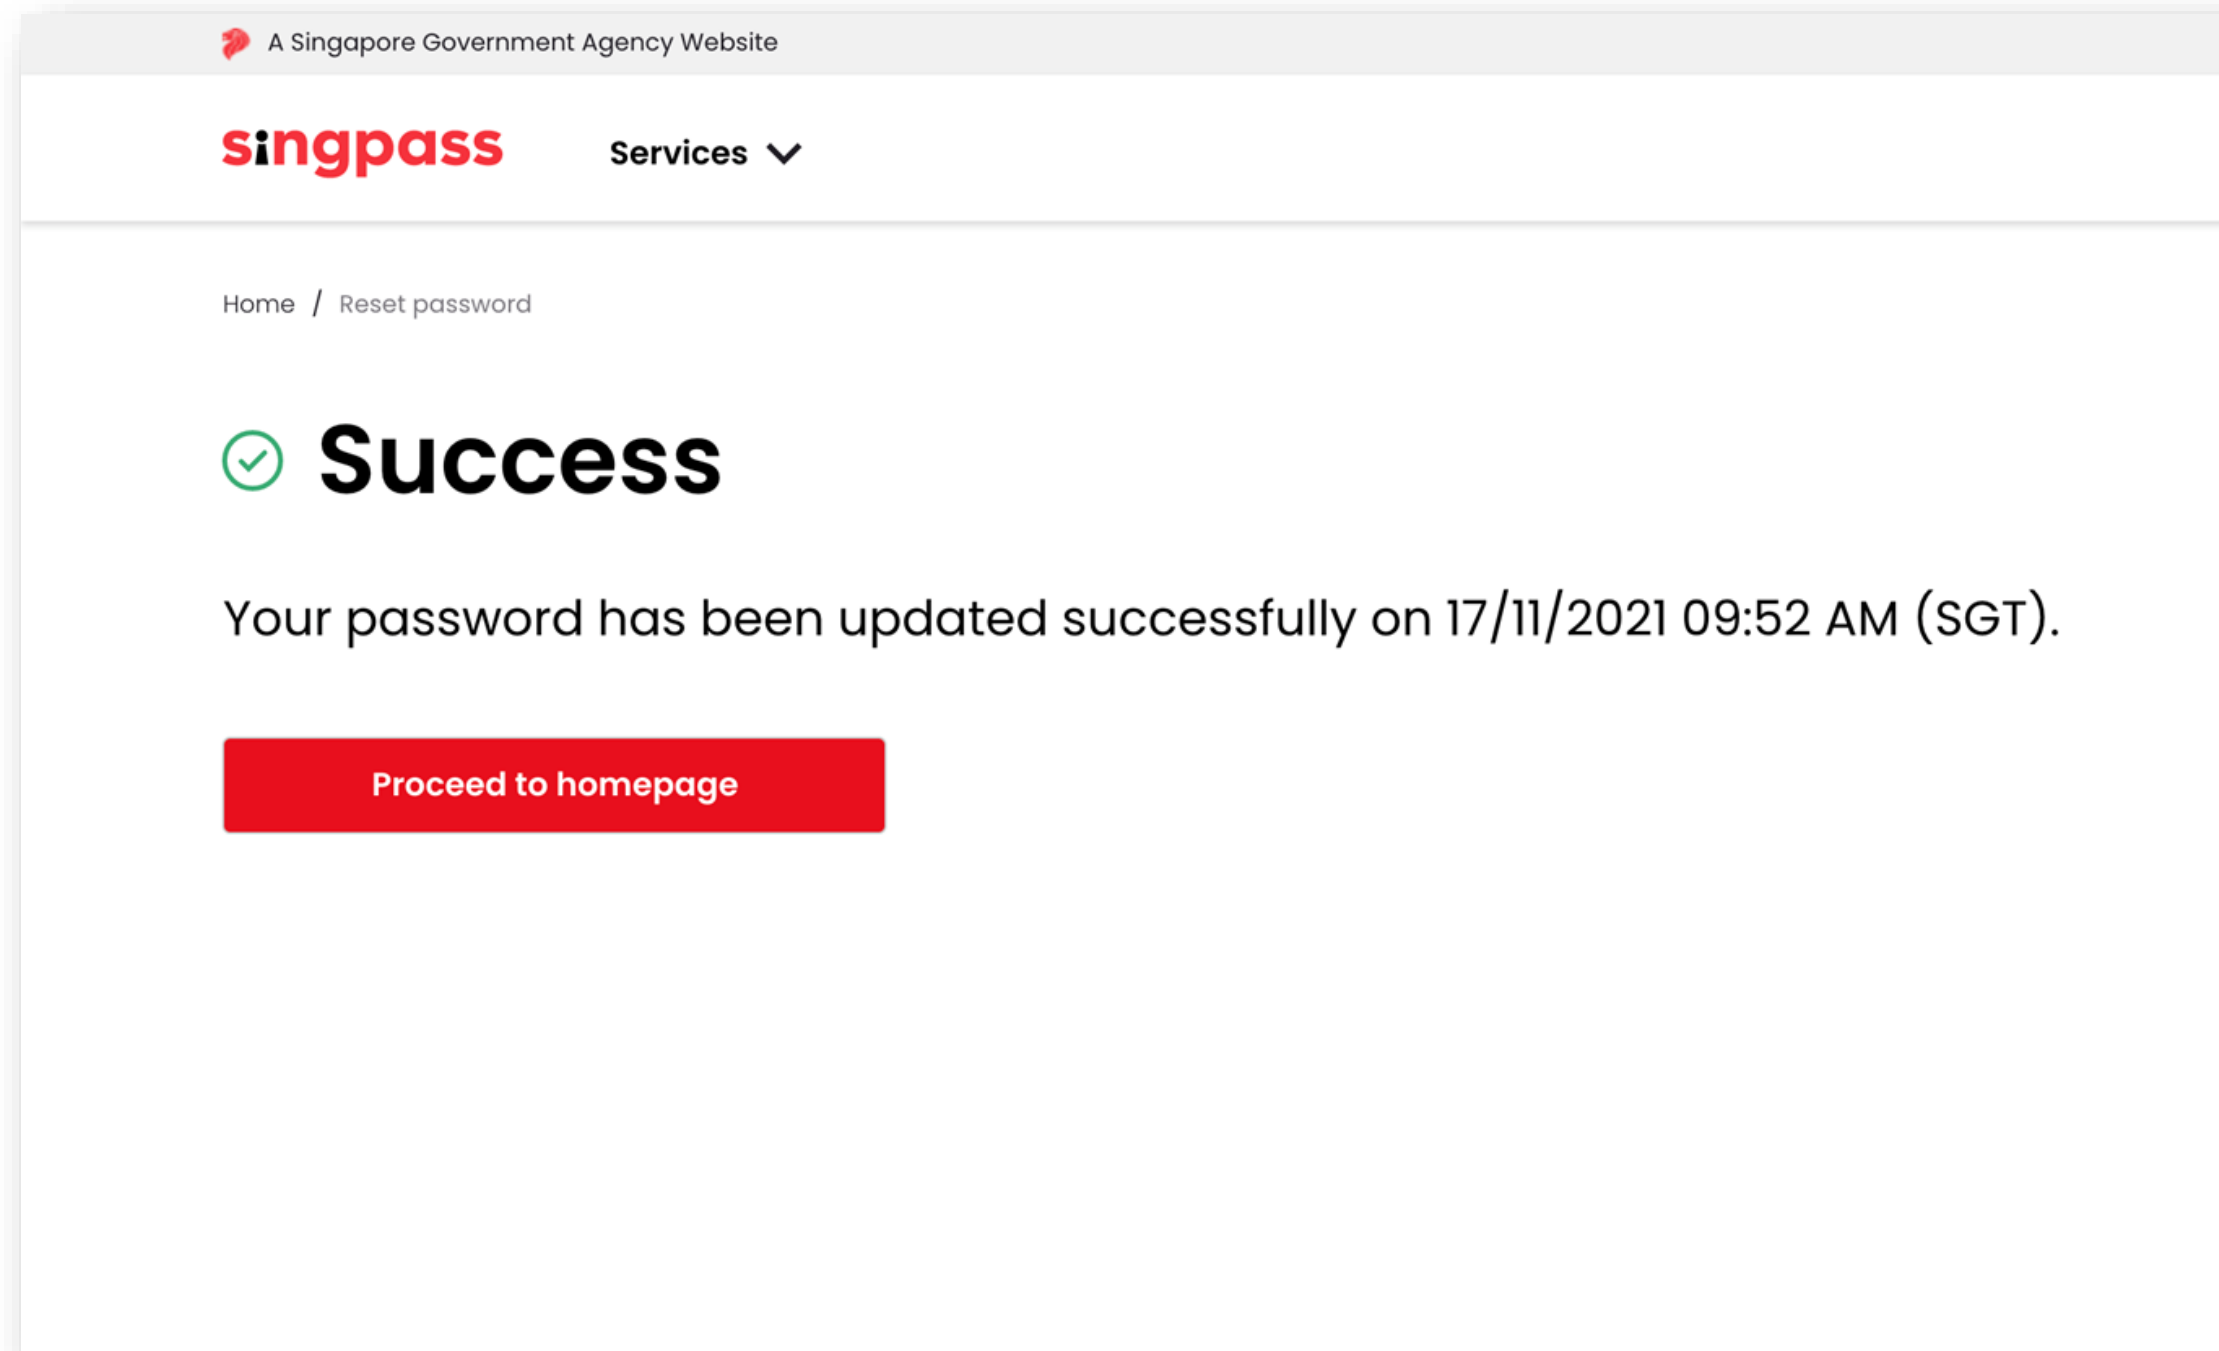 A Singapore Government Agency Website
singpass
Services
Home / Reset password
Success
Your password has been updated successfully on 17/11/2021 09:52 AM (SGT).
Proceed to homepage